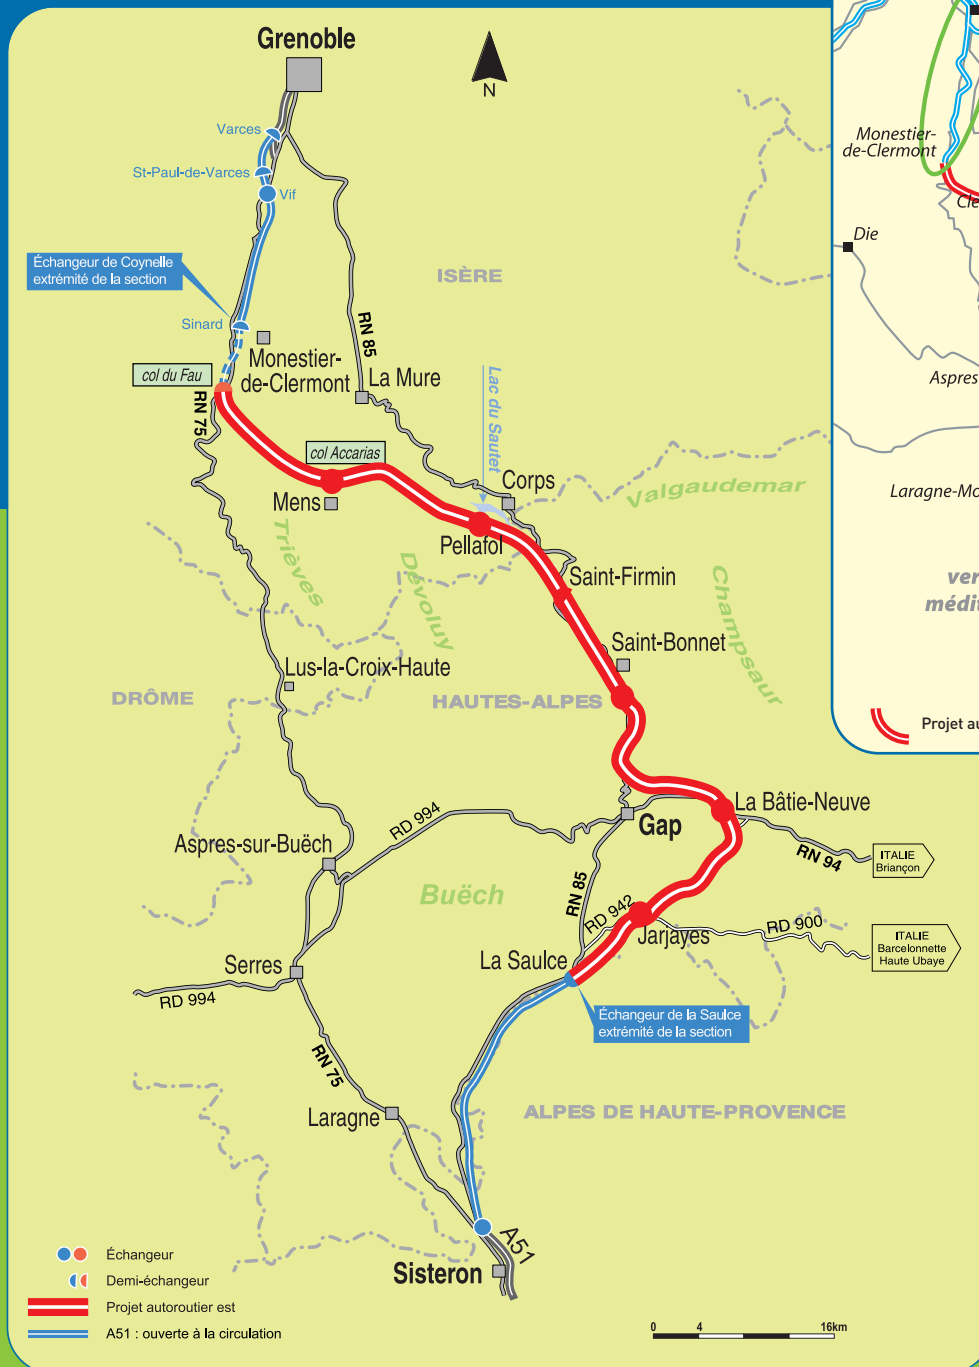 Grenoble
N
Varces
St-Paul-de-Varces
Vif
Échangeur de Coynelle
extrémité de la section
ISÈRE
Sinard
RN 85
Monestier-
de-Clermont
col du Fau
La Mure
RN 75
Lac du Sautet
col Accarias
Corps
Mens
Valgaudemar
Pellafol
Trièves
Dévoluy
Saint-Firmin
Champsaur
Saint-Bonnet
Lus-la-Croix-Haute
DRÔME
HAUTES-ALPES
La Bâtie-Neuve
RD 994
Gap
Aspres-sur-Buëch
RN 94
ITALIE
Briançon
Buëch
RN 85
RD 942
RD 900
Jarjayes
ITALIE
Barcelonnette
Haute Ubaye
La Saulce
Serres
RD 994
Échangeur de la Saulce
extrémité de la section
RN 75
Laragne
ALPES DE HAUTE-PROVENCE
A51
Sisteron
Échangeur
Demi-échangeur
Projet autoroutier est
A51 : ouverte à la circulation
0 4 16km
Monestier-
de-Clermont
Cle
Die
Aspres
Laragne-Mo
ver
médit
Projet au